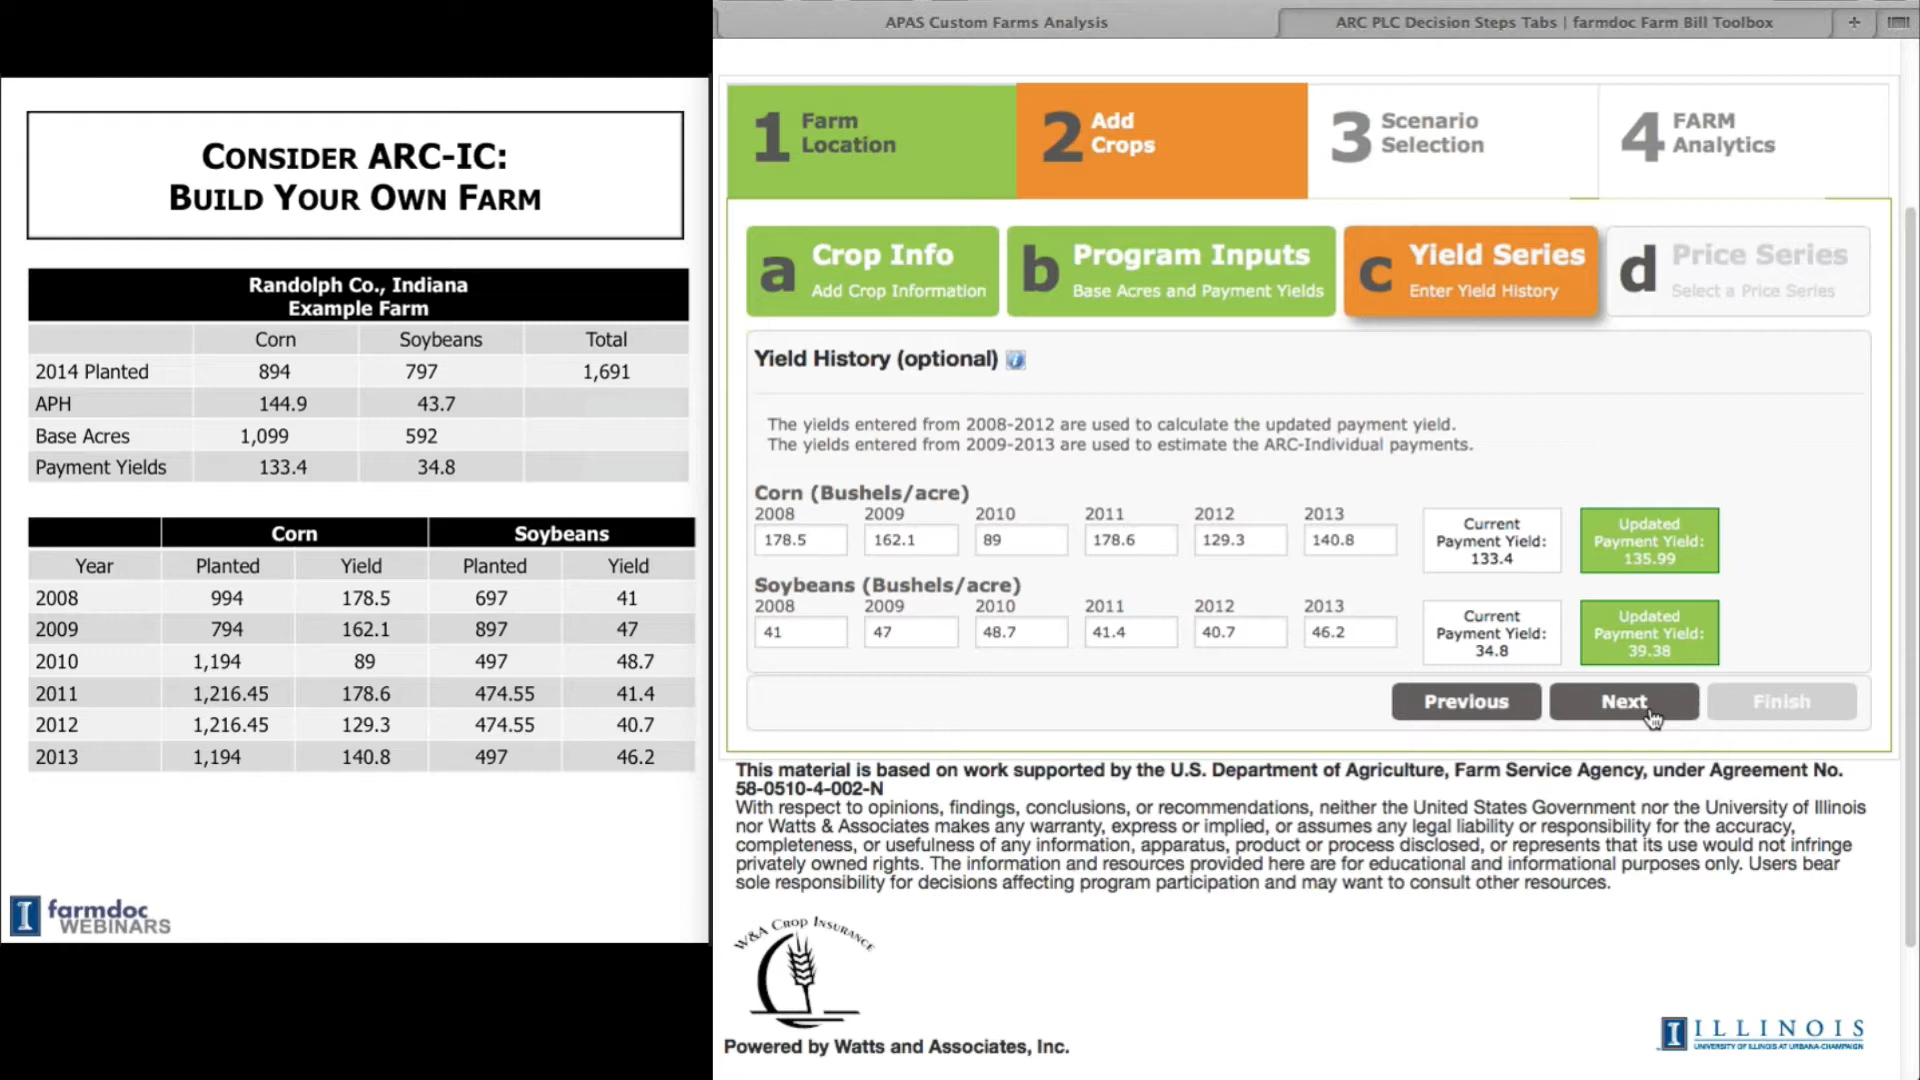 CONSIDER ARC-IC:
BUILD YOUR OWN FARM
Randolph Co., Indiana
Example Farm
Corn Soybeans Total
2014 Planted 894 797 1,691
APH 144.9 43.7
Base Acres 1,099 592
Payment Yields 133.4 34.8
Corn Soybeans
Year Planted Yield Planted Yield
2008 994 178.5 697 41
2009 794 162.1 897 47
2010 1,194 89 497 48.7
2011 1,216.45 178.6 474.55 41.4
2012 1,216.45 129.3 474.55 40.7
2013 1,194 140.8 497 46.2
I farmdoc
WEBINARS
APAS Custom Farms Analysis
ARC PLC Decision Steps Tabs | farmdoc Farm Bill Toolbox
+
1 Farm
Location
2 Add
Crops
3 Scenario
Selection
4 FARM
Analytics
a Crop Info
Add Crop Information
b Program Inputs
Base Acres and Payment Yields
c Yield Series
Enter Yield History
d Price Series
Select a Price Series
Yield History (optional) i
The yields entered from 2008-2012 are used to calculate the updated payment yield.
The yields entered from 2009-2013 are used to estimate the ARC-Individual payments.
Corn (Bushels/acre)
2008 2009 2010 2011 2012 2013
178.5 162.1 89 178.6 129.3 140.8
Current
Payment Yield:
133.4
Updated
Payment Yield:
135.99
Soybeans (Bushels/acre)
2008 2009 2010 2011 2012 2013
41 47 48.7 41.4 40.7 46.2
Current
Payment Yield:
34.8
Updated
Payment Yield:
39.38
Previous Next Finish
This material is based on work supported by the U.S. Department of Agriculture, Farm Service Agency, under Agreement No.
58-0510-4-002-N
With respect to opinions, findings, conclusions, or recommendations, neither the United States Government nor the University of Illinois
nor Watts & Associates makes any warranty, express or implied, or assumes any legal liability or responsibility for the accuracy,
completeness, or usefulness of any information, apparatus, product or process disclosed, or represents that its use would not infringe
privately owned rights. The information and resources provided here are for educational and informational purposes only. Users bear
sole responsibility for decisions affecting program participation and may want to consult other resources.
W&A CROP INSURANCE
Powered by Watts and Associates, Inc.
I ILLINOIS
UNIVERSITY OF ILLINOIS AT URBANA-CHAMPAIGN